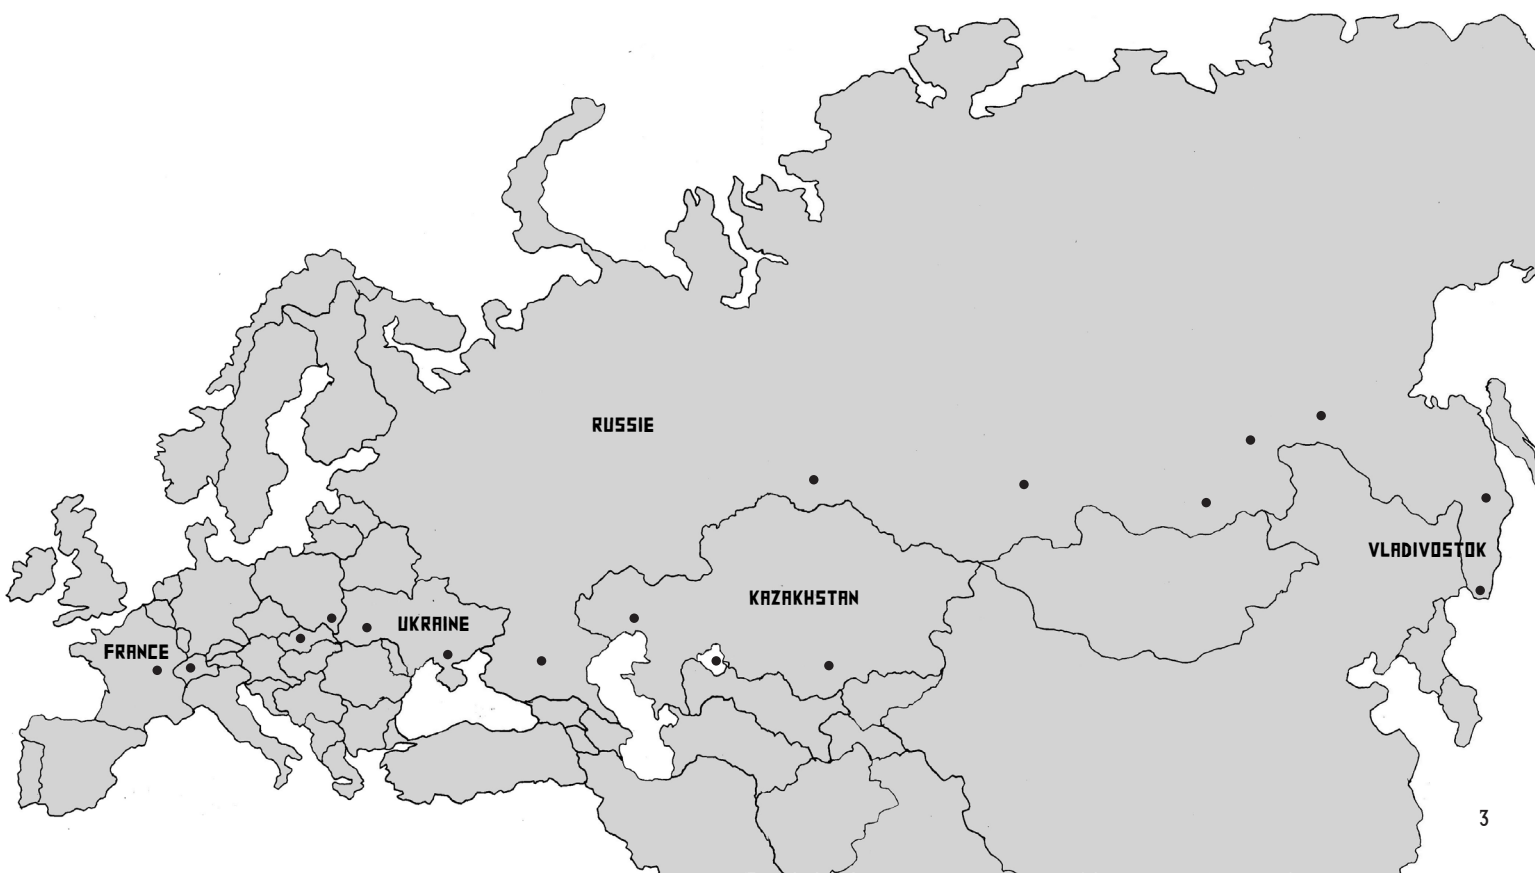 RUSSIE
VLADIVOSTOK
KAZAKHSTAN
UKRAINE
FRANCE
3